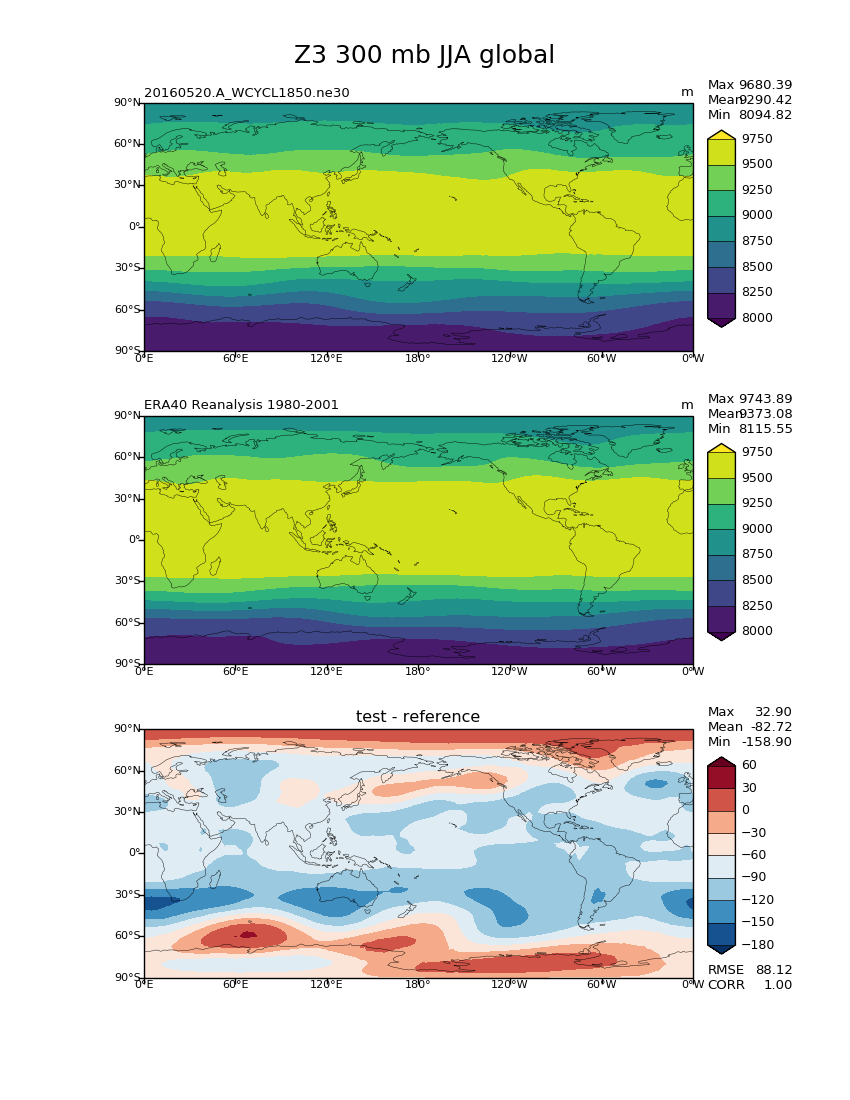 Z3 300 mb JJA global
20160520.A_WCYCL1850.ne30 m
Max 9680.39
Mean 9290.42
Min 8094.82
90°N
60°N
30°N
0°
30°S
60°S
90°S
0°E 60°E 120°E 180° 120°W 60°W 0°W
9750
9500
9250
9000
8750
8500
8250
8000
ERA40 Reanalysis 1980-2001 m
Max 9743.89
Mean 9373.08
Min 8115.55
90°N
60°N
30°N
0°
30°S
60°S
90°S
0°E 60°E 120°E 180° 120°W 60°W 0°W
9750
9500
9250
9000
8750
8500
8250
8000
test - reference
Max 32.90
Mean -82.72
Min -158.90
90°N
60°N
30°N
0°
30°S
60°S
90°S
0°E 60°E 120°E 180° 120°W 60°W 0°W
60
30
0
−30
−60
−90
−120
−150
−180
RMSE 88.12
CORR 1.00